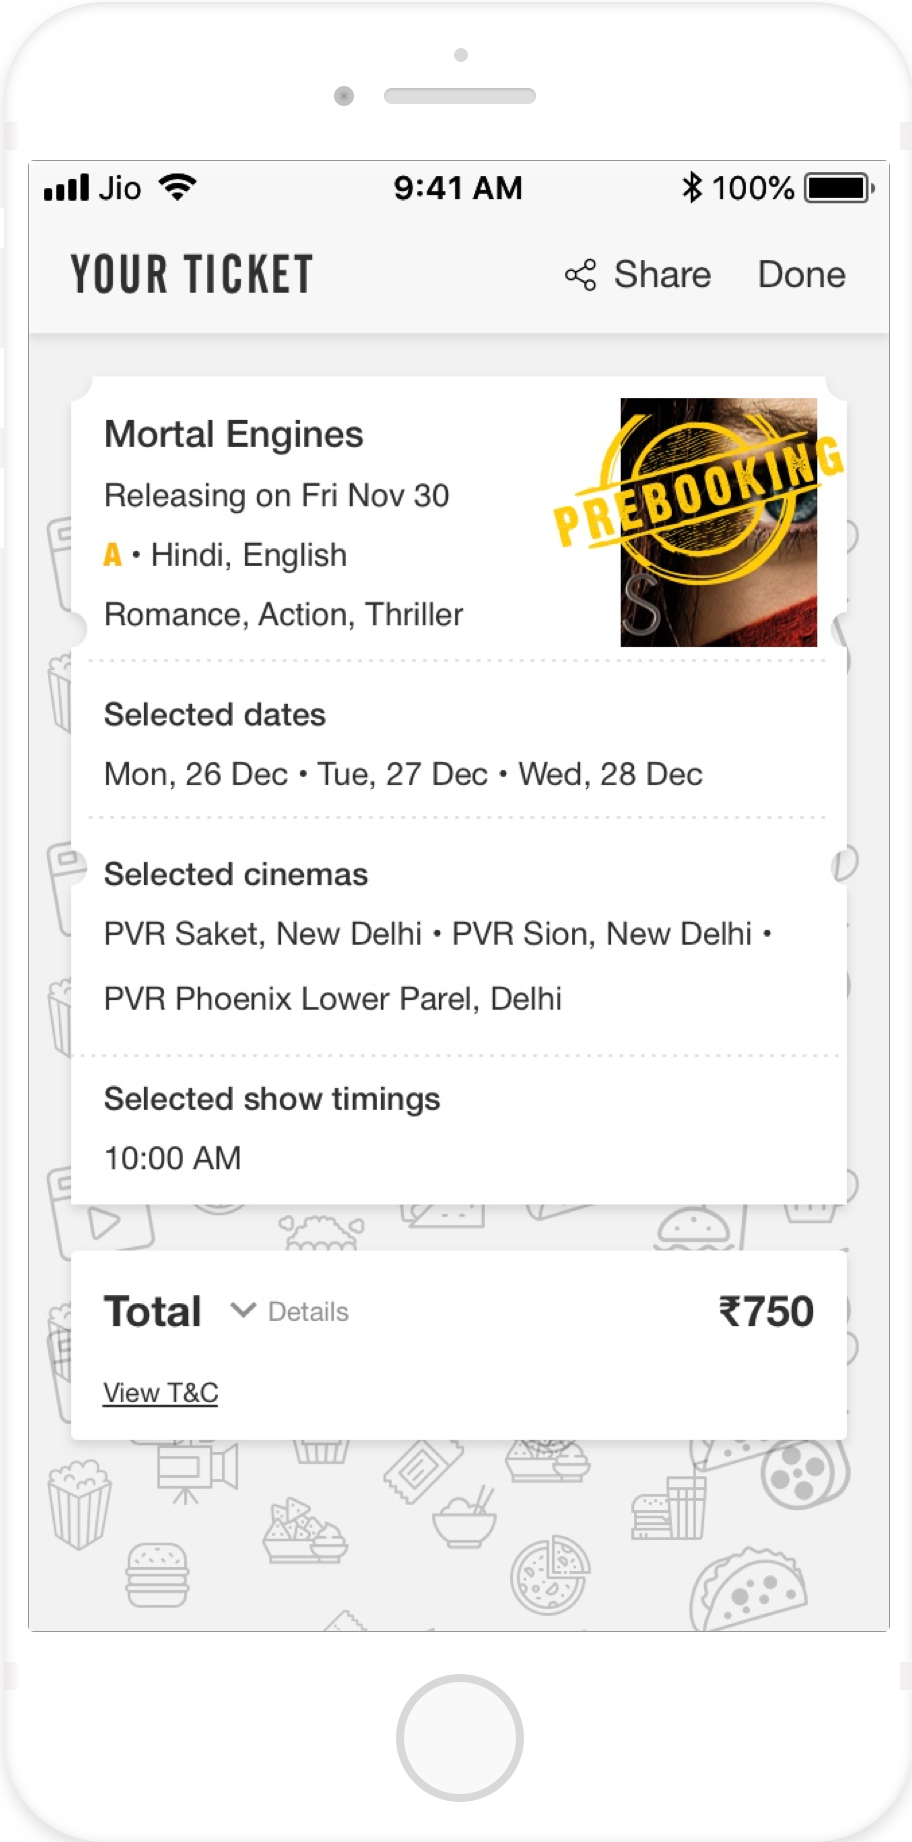 Jio 9:41 AM 100%
YOUR TICKET Share Done
Mortal Engines
Releasing on Fri Nov 30
A • Hindi, English
Romance, Action, Thriller
PREBOOKING
S
Selected dates
Mon, 26 Dec • Tue, 27 Dec • Wed, 28 Dec
Selected cinemas
PVR Saket, New Delhi • PVR Sion, New Delhi •
PVR Phoenix Lower Parel, Delhi
Selected show timings
10:00 AM
Total Details ₹750
View T&C